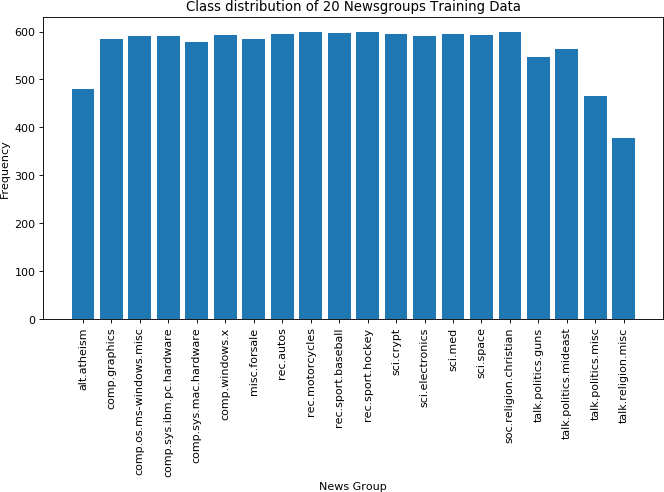 Class distribution of 20 Newsgroups Training Data
600
500
400
300
200
100
0
Frequency
alt.atheism
comp.graphics
comp.os.ms-windows.misc
comp.sys.ibm.pc.hardware
comp.sys.mac.hardware
comp.windows.x
misc.forsale
rec.autos
rec.motorcycles
rec.sport.baseball
rec.sport.hockey
sci.crypt
sci.electronics
sci.med
sci.space
soc.religion.christian
talk.politics.guns
talk.politics.mideast
talk.politics.misc
talk.religion.misc
News Group